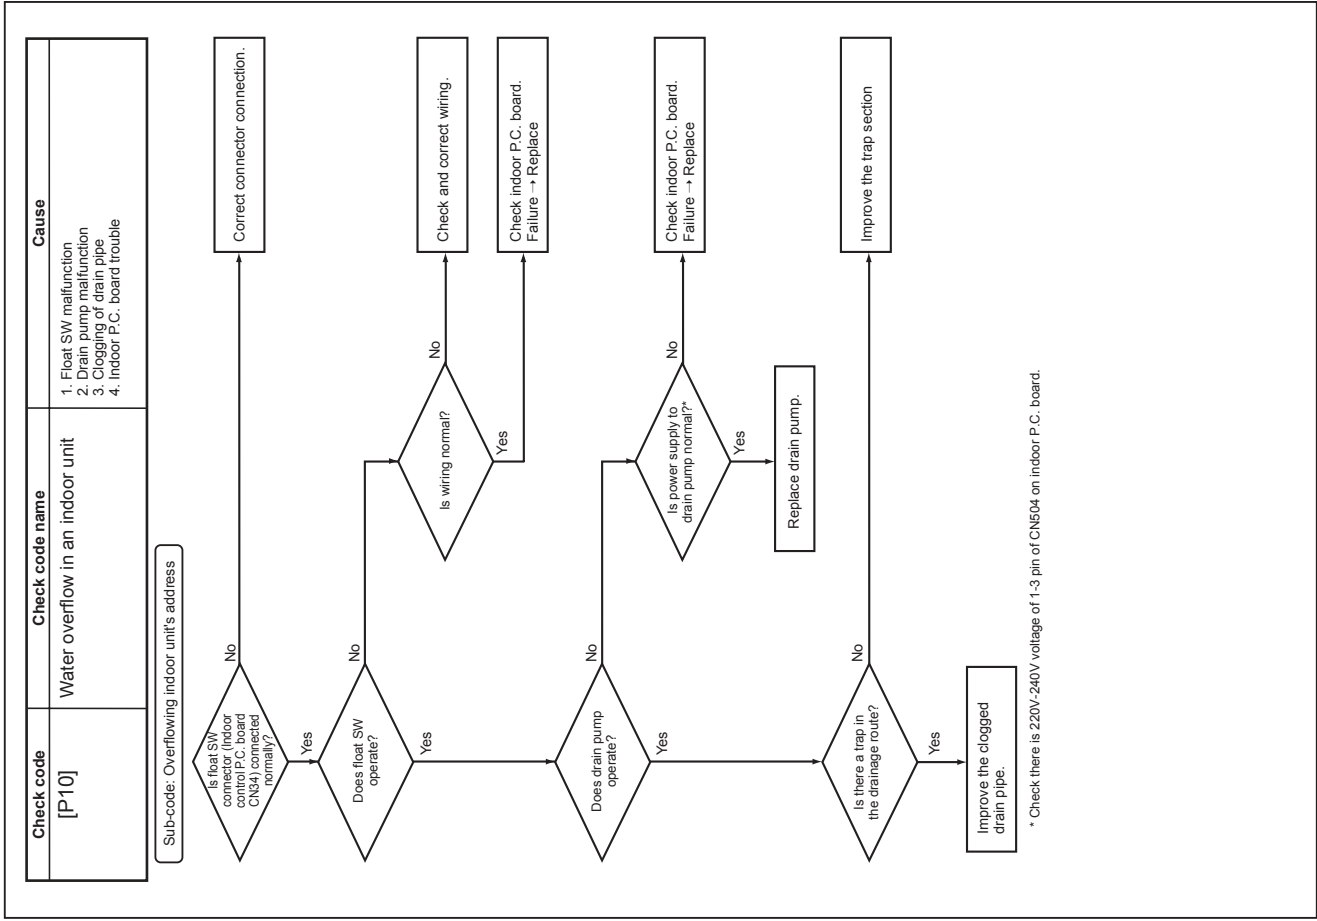 Check code
Check code name
Cause
[P10]
Water overflow in an indoor unit
1. Float SW malfunction
2. Drain pump malfunction
3. Clogging of drain pipe
4. Indoor P.C. board trouble
Sub-code: Overflowing indoor unit's address
Is float SW
connector (Indoor
control P.C. board
CN34) connected
normally?
No
Correct connector connection.
Yes
Does float SW
operate?
No
Is wiring normal?
No
Check and correct wiring.
Yes
Check indoor P.C. board.
Failure → Replace
Yes
Does drain pump
operate?
No
Is power supply to
drain pump normal?*
No
Check indoor P.C. board.
Failure → Replace
Yes
Replace drain pump.
Yes
Is there a trap in
the drainage route?
No
Improve the trap section
Yes
Improve the clogged
drain pipe.
* Check there is 220V-240V voltage of 1-3 pin of CN504 on indoor P.C. board.